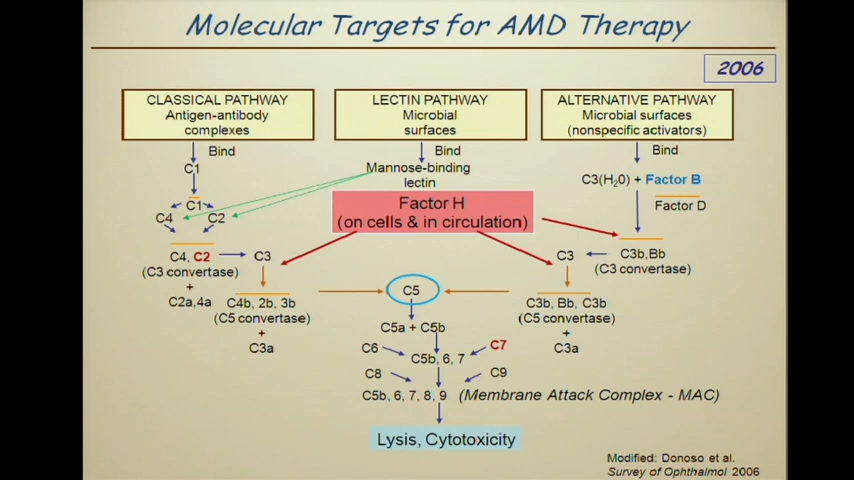 Molecular Targets for AMD Therapy
2006
CLASSICAL PATHWAY
Antigen-antibody
complexes
LECTIN PATHWAY
Microbial
surfaces
ALTERNATIVE PATHWAY
Microbial surfaces
(nonspecific activators)
Bind
Bind
Bind
C1
Mannose-binding
lectin
C3(H20) + Factor B
Factor D
C1
C4
C2
Factor H
(on cells & in circulation)
C4, C2
(C3 convertase)
+
C2a,4a
C3
C3
C3b,Bb
(C3 convertase)
C4b, 2b, 3b
(C5 convertase)
+
C3a
C5
C3b, Bb, C3b
(C5 convertase)
+
C3a
C5a + C5b
C6
C7
C5b, 6, 7
C8
C9
C5b, 6, 7, 8, 9
(Membrane Attack Complex - MAC)
Lysis, Cytotoxicity
Modified: Donoso et al.
Survey of Ophthalmol 2006